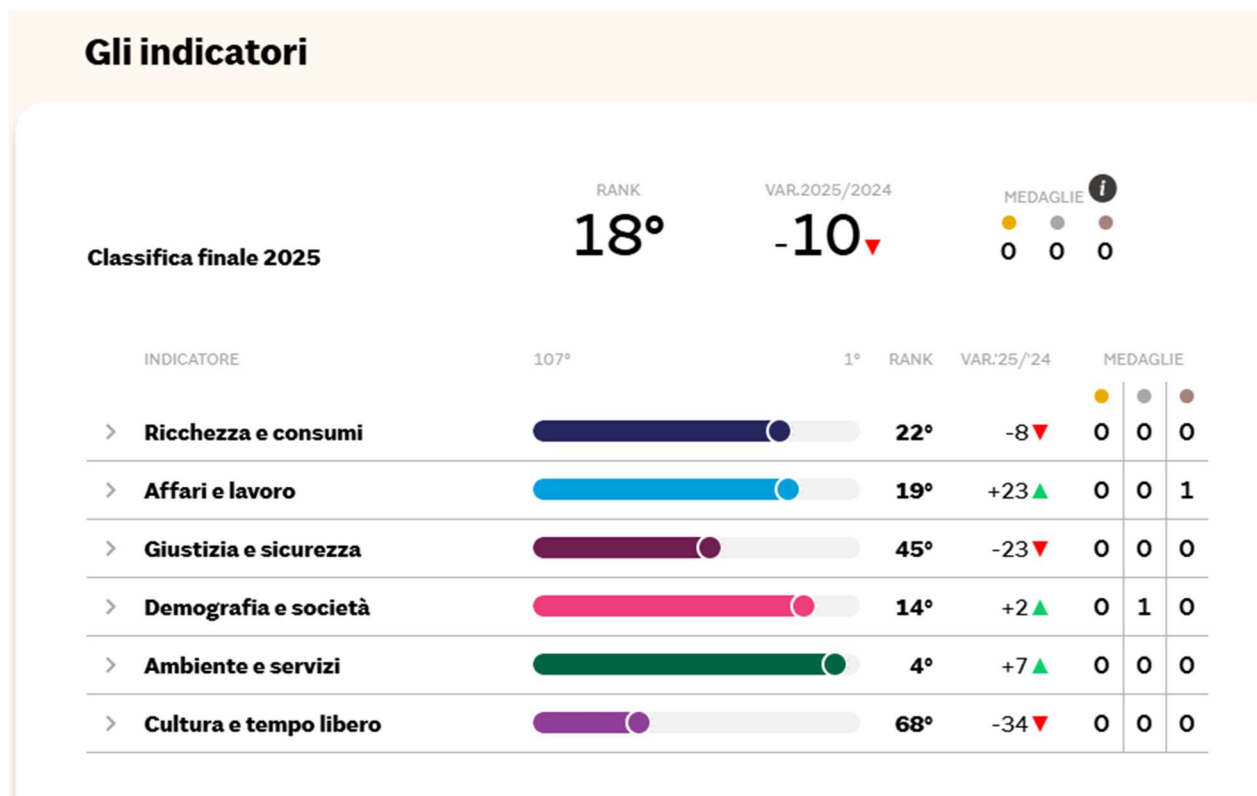 Gli indicatori
RANK VAR.2025/2024 MEDAGLIE i
Classifica finale 2025 18° -10 0 0 0
INDICATORE 107° 1° RANK VAR.'25/'24 MEDAGLIE
Ricchezza e consumi 22° -8 0 0 0
Affari e lavoro 19° +23 0 0 1
Giustizia e sicurezza 45° -23 0 0 0
Demografia e società 14° +2 0 1 0
Ambiente e servizi 4° +7 0 0 0
Cultura e tempo libero 68° -34 0 0 0